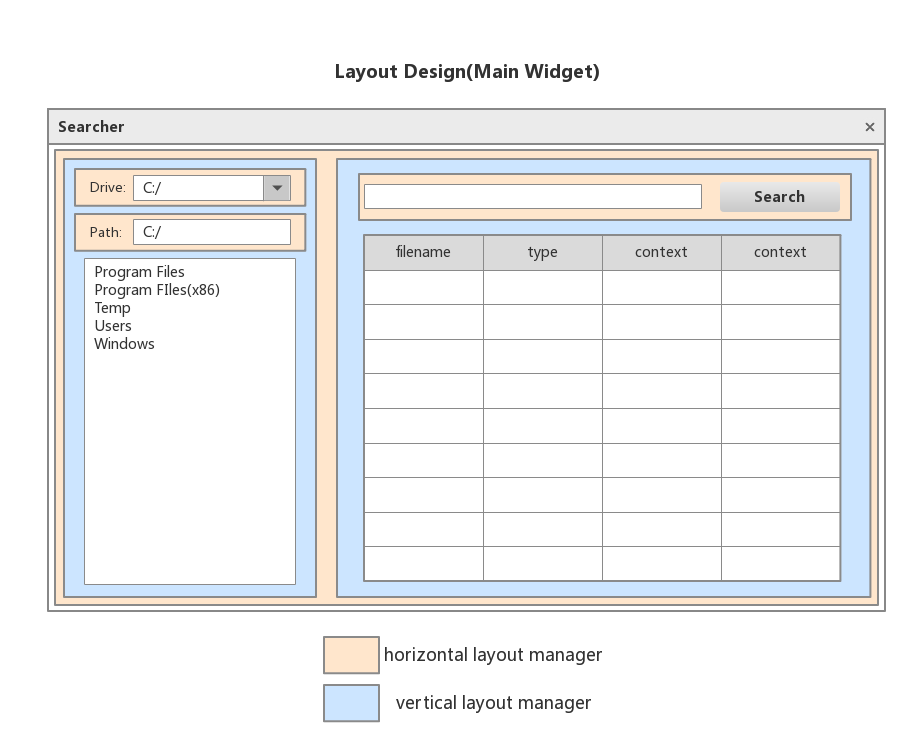 Layout Design(Main Widget)
Searcher ×
Drive: C:/
Path: C:/
Program Files
Program FIles(x86)
Temp
Users
Windows
Search
filename type context context
horizontal layout manager
vertical layout manager